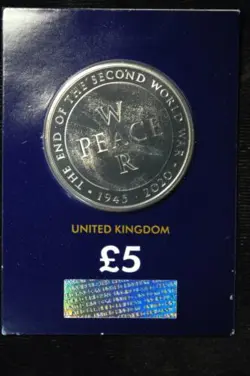 THE END OF THE SECOND WORLD WAR
W
PEACE
R
· 1945 · 2020 ·
UNITED KINGDOM
£5